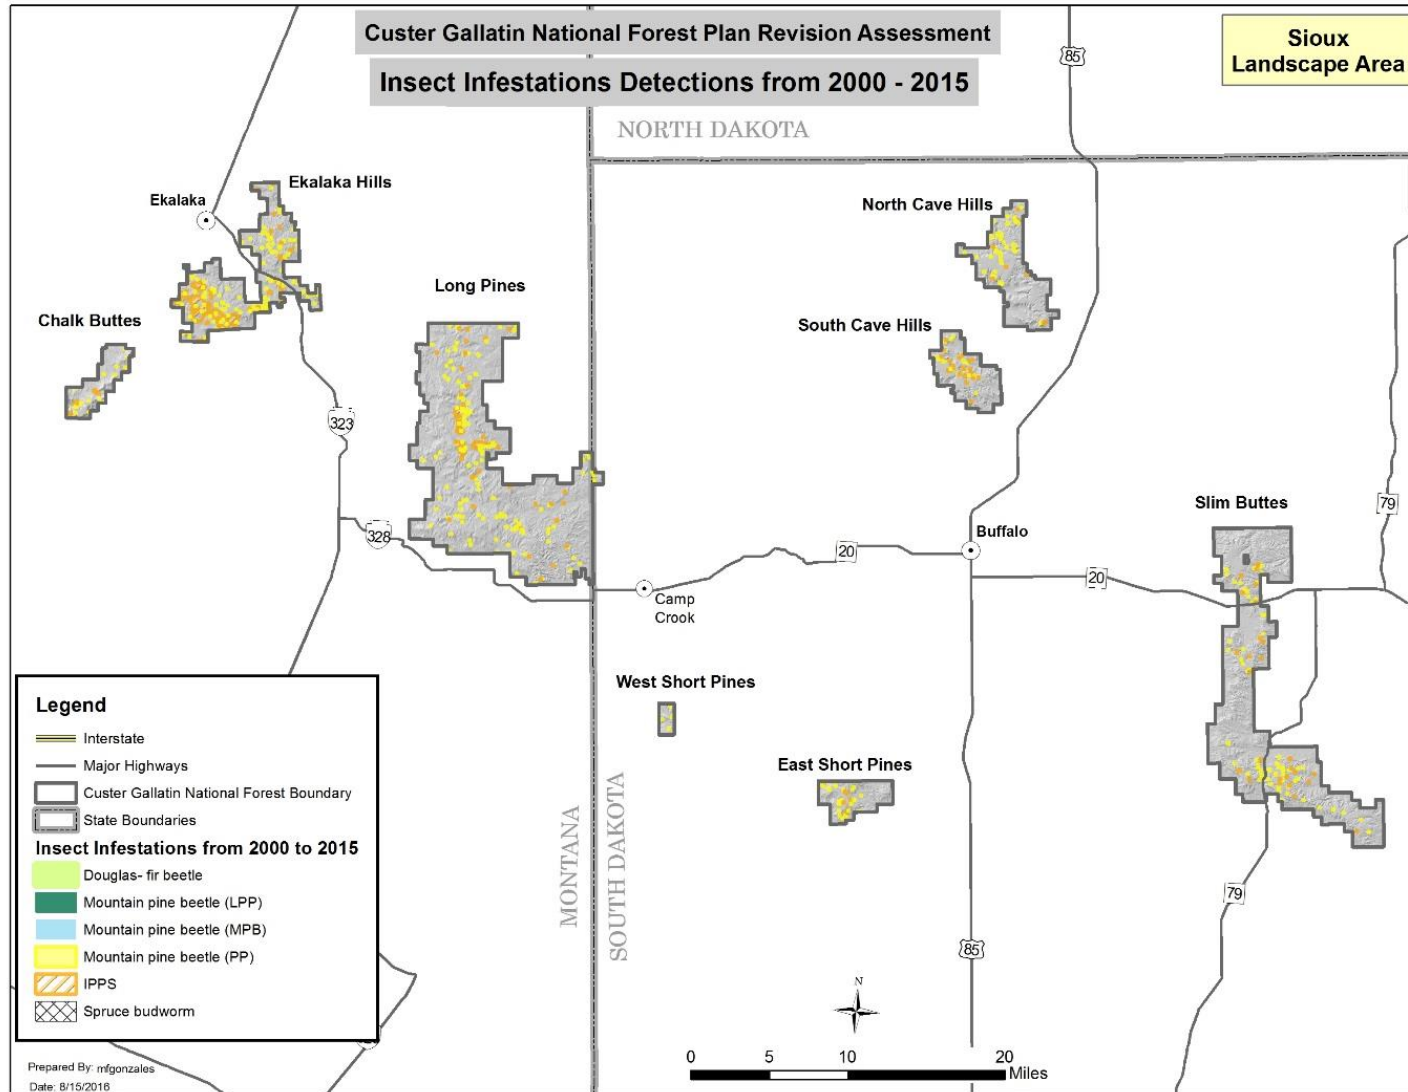 Custer Gallatin National Forest Plan Revision Assessment
Insect Infestations Detections from 2000 - 2015
Sioux
Landscape Area
85
NORTH DAKOTA
Ekalaka Hills
Ekalaka
North Cave Hills
Long Pines
Chalk Buttes
South Cave Hills
323
Slim Buttes
79
328
Buffalo
20
20
Camp
Crook
West Short Pines
East Short Pines
MONTANA
SOUTH DAKOTA
79
85
Legend
Interstate
Major Highways
Custer Gallatin National Forest Boundary
State Boundaries
Insect Infestations from 2000 to 2015
Douglas- fir beetle
Mountain pine beetle (LPP)
Mountain pine beetle (MPB)
Mountain pine beetle (PP)
IPPS
Spruce budworm
N
0 5 10 20
Miles
Prepared By: mfgonzales
Date: 8/15/2016